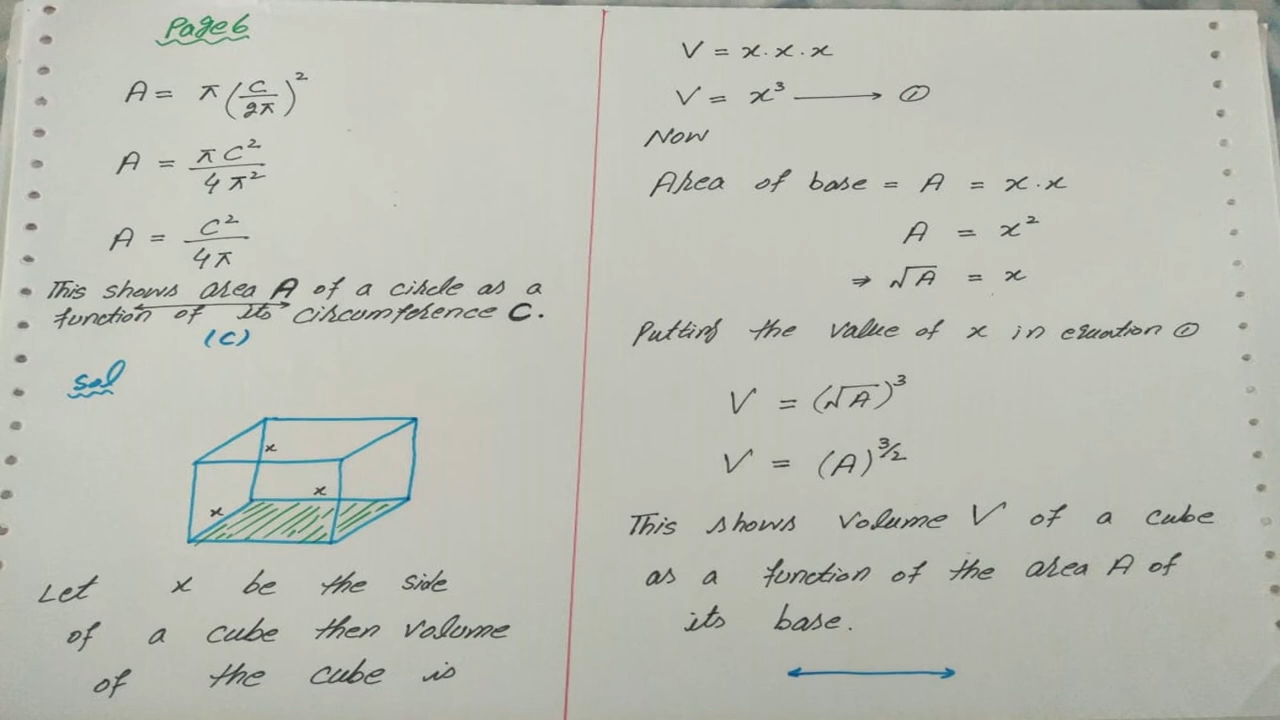 Page 6
A = π(C/2π)²
A = πC²/4π²
A = C²/4π
This shows area A of a circle as a
function of its circumference C.
(C)
Sol
x
x
x
Let x be the side
of a cube then volume
of the cube is
V = x.x.x
V = x³ ⟶ ①
Now
Area of base = A = x.x
A = x²
⇒ √A = x
Putting the value of x in equation ①
V = (√A)³
V = (A)^3/2
This shows volume V of a cube
as a function of the area A of
its base.